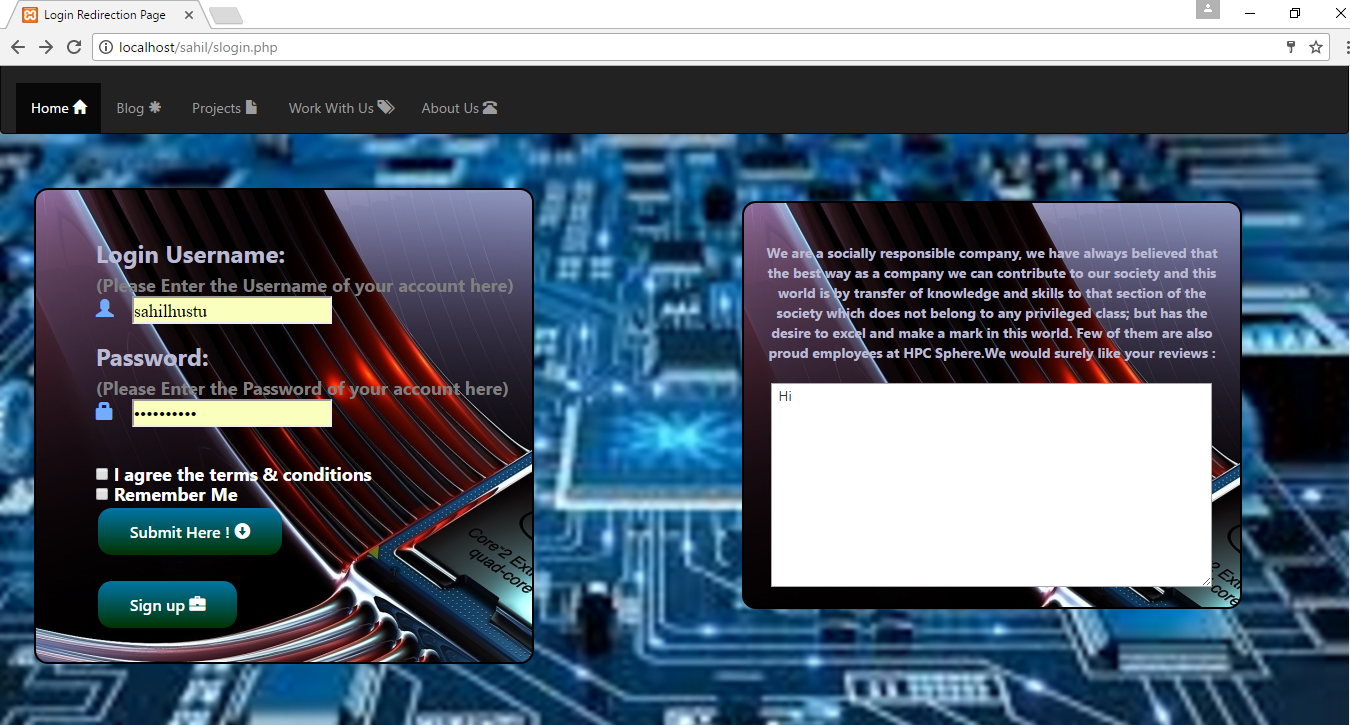 Login Redirection Page
localhost/sahil/slogin.php
Home
Blog
Projects
Work With Us
About Us
Login Username:
(Please Enter the Username of your account here)
sahilhustu
Password:
(Please Enter the Password of your account here)
••••••••••
I agree the terms & conditions
Remember Me
Submit Here !
Sign up
Core™2 Extr
quad-core
We are a socially responsible company, we have always believed that
the best way as a company we can contribute to our society and this
world is by transfer of knowledge and skills to that section of the
society which does not belong to any privileged class; but has the
desire to excel and make a mark in this world. Few of them are also
proud employees at HPC Sphere.We would surely like your reviews :
Hi